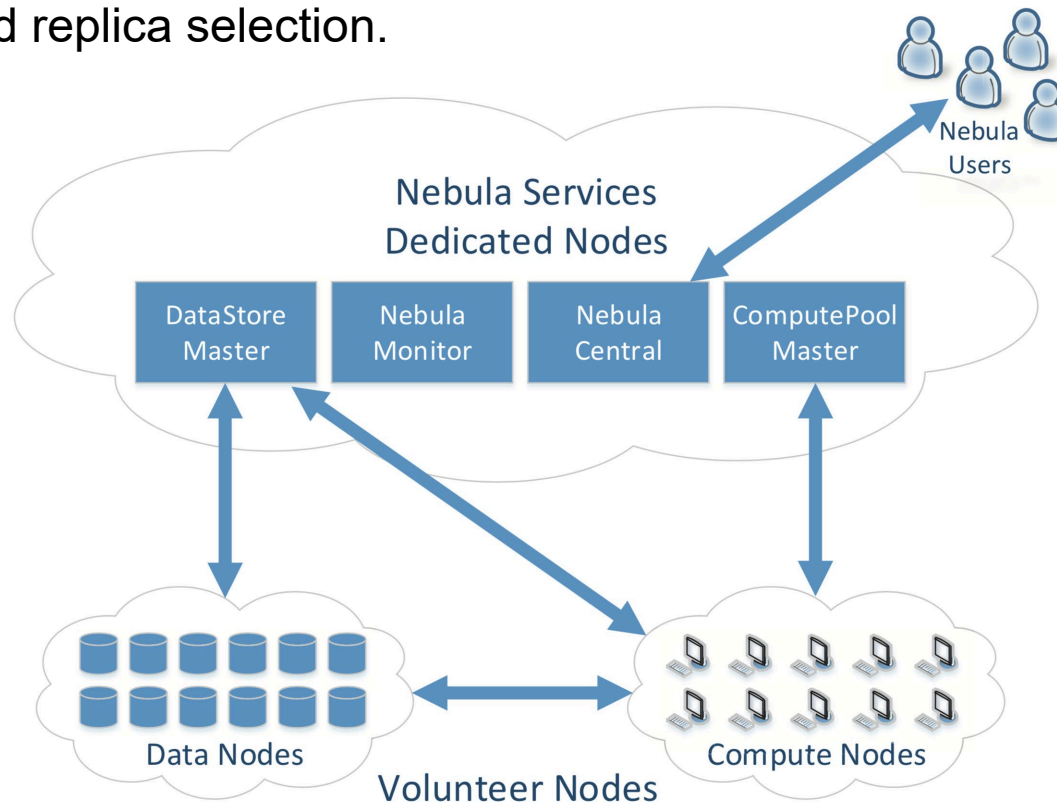 d replica selection.
Nebula
Users
Nebula Services
Dedicated Nodes
DataStore
Master
Nebula
Monitor
Nebula
Central
ComputePool
Master
Data Nodes
Compute Nodes
Volunteer Nodes